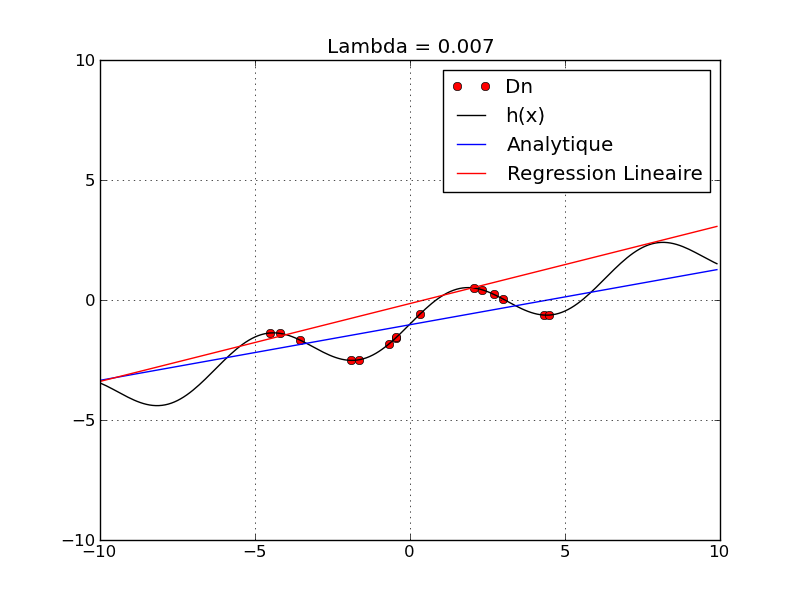 Lambda = 0.007
Dn
h(x)
Analytique
Regression Lineaire
10
5
0
−5
−10
−10
−5
0
5
10